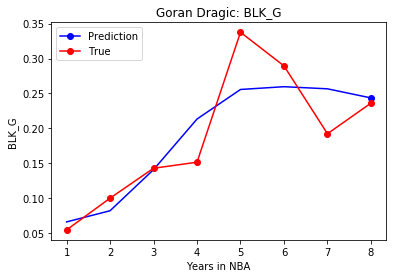 Goran Dragic: BLK_G
Prediction
True
BLK_G
0.35
0.30
0.25
0.20
0.15
0.10
0.05
1 2 3 4 5 6 7 8
Years in NBA